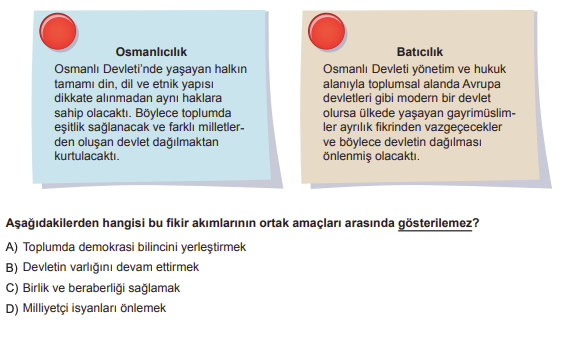 Osmanlıcılık
Osmanlı Devleti'nde yaşayan halkın
tamamı din, dil ve etnik yapısı
dikkate alınmadan aynı haklara
sahip olacaktı. Böylece toplumda
eşitlik sağlanacak ve farklı milletler-
den oluşan devlet dağılmaktan
kurtulacaktı.
Batıcılık
Osmanlı Devleti yönetim ve hukuk
alanıyla toplumsal alanda Avrupa
devletleri gibi modern bir devlet
olursa ülkede yaşayan gayrimüslim-
ler ayrılık fikrinden vazgeçecekler
ve böylece devletin dağılması
önlenmiş olacaktı.
Aşağıdakilerden hangisi bu fikir akımlarının ortak amaçları arasında gösterilemez?
A) Toplumda demokrasi bilincini yerleştirmek
B) Devletin varlığını devam ettirmek
C) Birlik ve beraberliği sağlamak
D) Milliyetçi isyanları önlemek